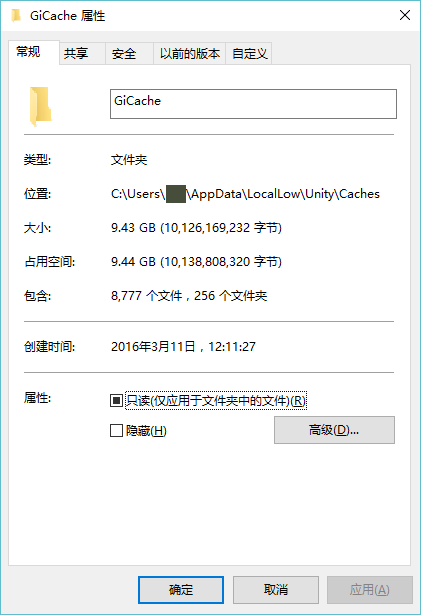 GiCache 属性
常规 共享 安全 以前的版本 自定义
GiCache
类型: 文件夹
位置: C:\Users\ \AppData\LocalLow\Unity\Caches
大小: 9.43 GB (10,126,169,232 字节)
占用空间: 9.44 GB (10,138,808,320 字节)
包含: 8,777 个文件，256 个文件夹
创建时间: 2016年3月11日，12:11:27
属性: 只读(仅应用于文件夹中的文件)(R)
隐藏(H) 高级(D)...
确定 取消 应用(A)